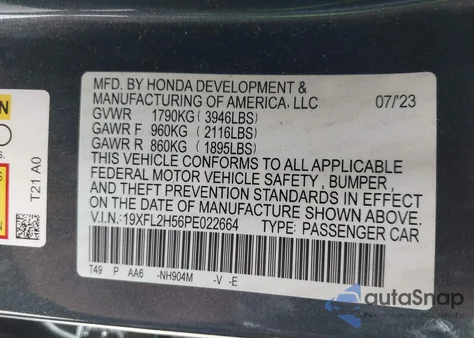 MFD. BY HONDA DEVELOPMENT &
MANUFACTURING OF AMERICA, LLC 07/'23
GVWR 1790KG (3946LBS)
GAWR F 960KG (2116LBS)
GAWR R 860KG (1895LBS)
THIS VEHICLE CONFORMS TO ALL APPLICABLE
FEDERAL MOTOR VEHICLE SAFETY, BUMPER,
AND THEFT PREVENTION STANDARDS IN EFFECT
ON THE DATE OF MANUFACTURE SHOWN ABOVE.
V.I.N.:19XFL2H56PE022664 TYPE: PASSENGER CAR
T49 P AA6 -NH904M -V -E
T21 A0
autoSnap